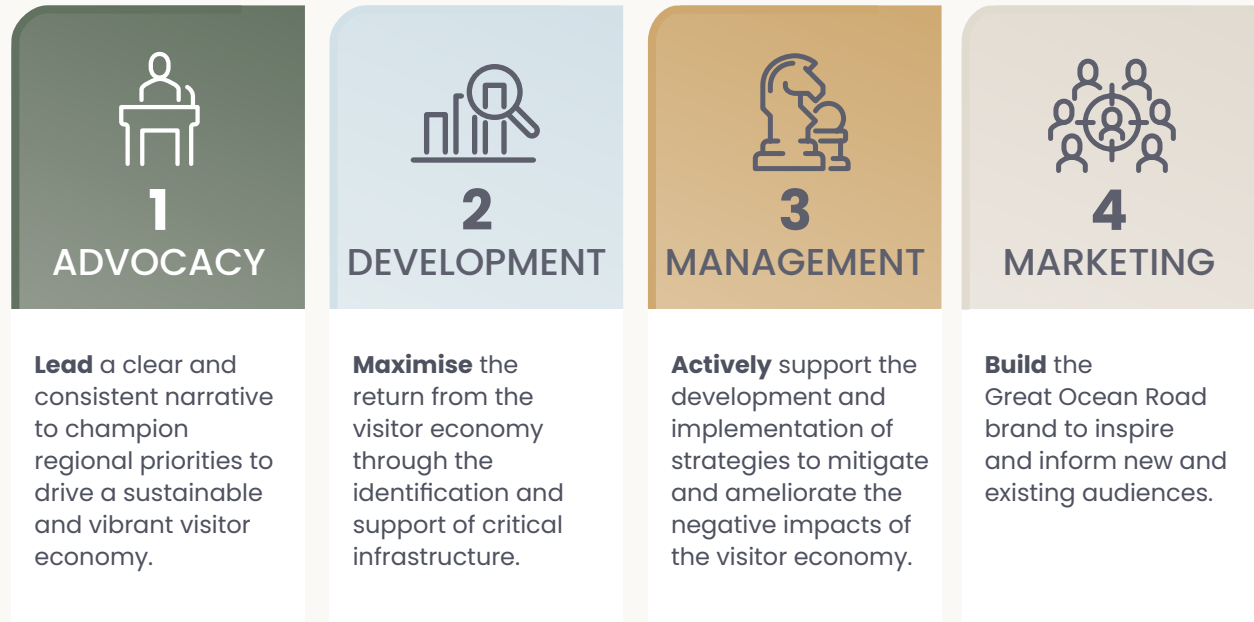 1
ADVOCACY
Lead a clear and
consistent narrative
to champion
regional priorities to
drive a sustainable
and vibrant visitor
economy.
2
DEVELOPMENT
Maximise the
return from the
visitor economy
through the
identification and
support of critical
infrastructure.
3
MANAGEMENT
Actively support the
development and
implementation of
strategies to mitigate
and ameliorate the
negative impacts of
the visitor economy.
4
MARKETING
Build the
Great Ocean Road
brand to inspire
and inform new and
existing audiences.